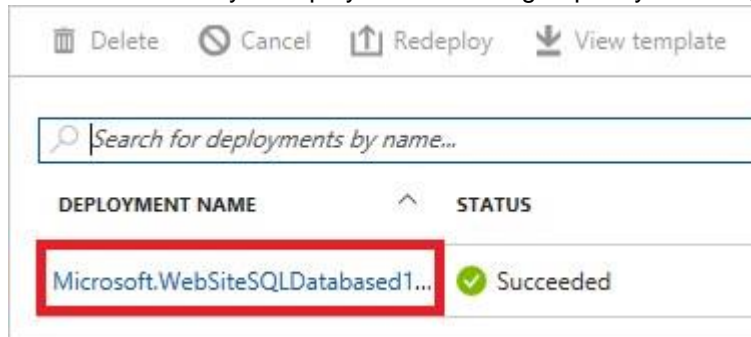 Delete Cancel Redeploy View template
Search for deployments by name...
DEPLOYMENT NAME STATUS
Microsoft.WebSiteSQLDatabased1... Succeeded